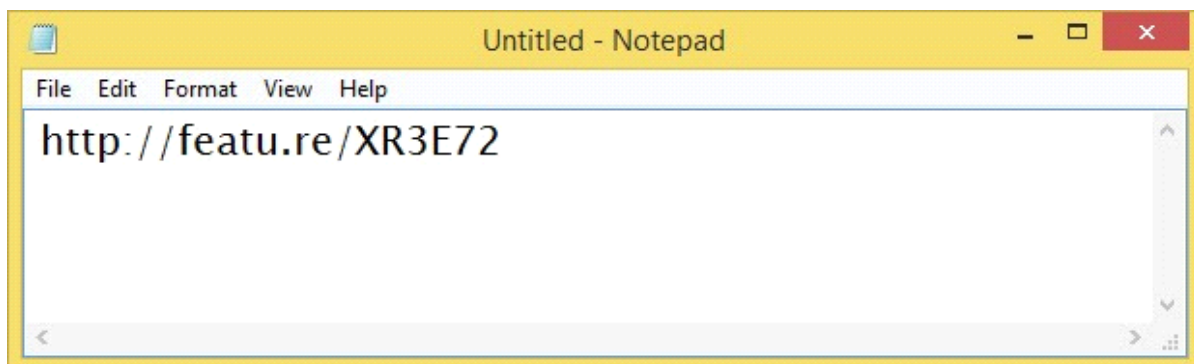 Untitled - Notepad
File Edit Format View Help
http://featu.re/XR3E72